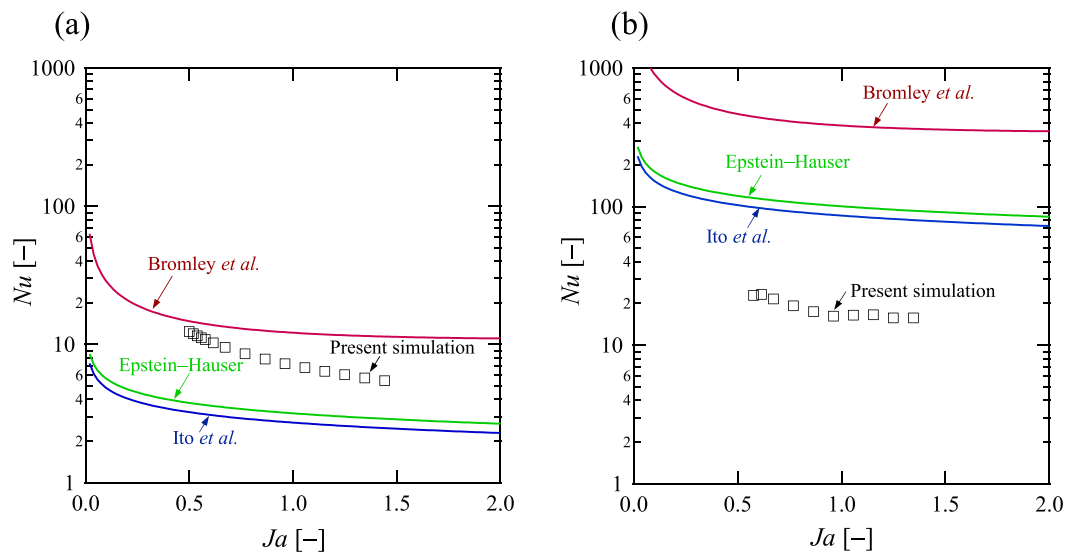 (a)
1000
6
4
2
100
6
4
2
10
6
4
2
1
Nu [−]
Bromley et al.
Present simulation
Epstein−Hauser
Ito et al.
0.0
0.5
1.0
1.5
2.0
Ja [−]
(b)
1000
6
4
2
100
6
4
2
10
6
4
2
1
Nu [−]
Bromley et al.
Epstein−Hauser
Ito et al.
Present simulation
0.0
0.5
1.0
1.5
2.0
Ja [−]